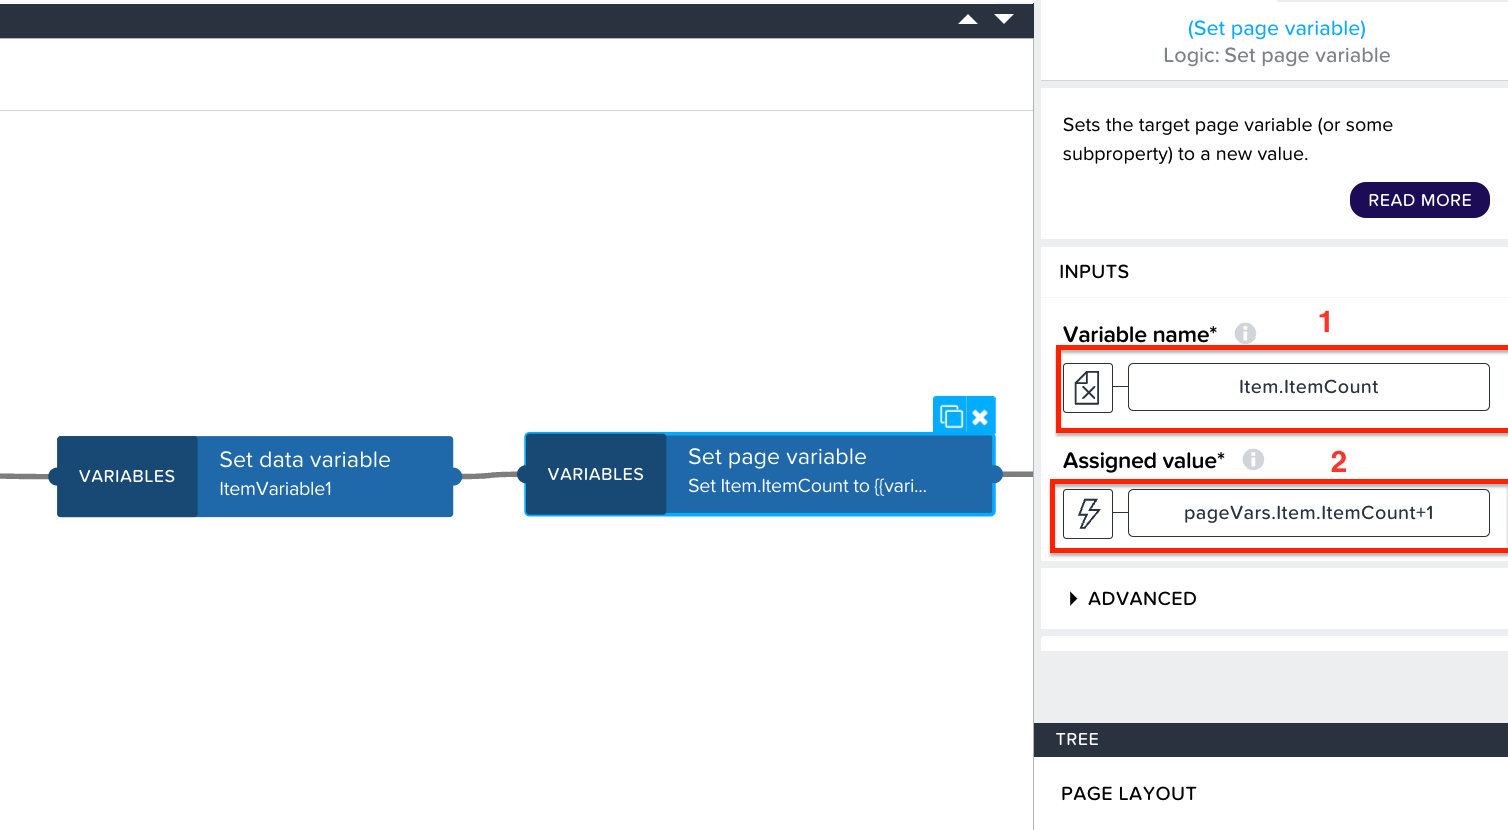 VARIABLES
Set data variable
ItemVariable1
VARIABLES
Set page variable
Set Item.ItemCount to {{vari...
(Set page variable)
Logic: Set page variable
Sets the target page variable (or some
subproperty) to a new value.
READ MORE
INPUTS
1
Variable name*
Item.ItemCount
Assigned value*
2
pageVars.Item.ItemCount+1
ADVANCED
TREE
PAGE LAYOUT